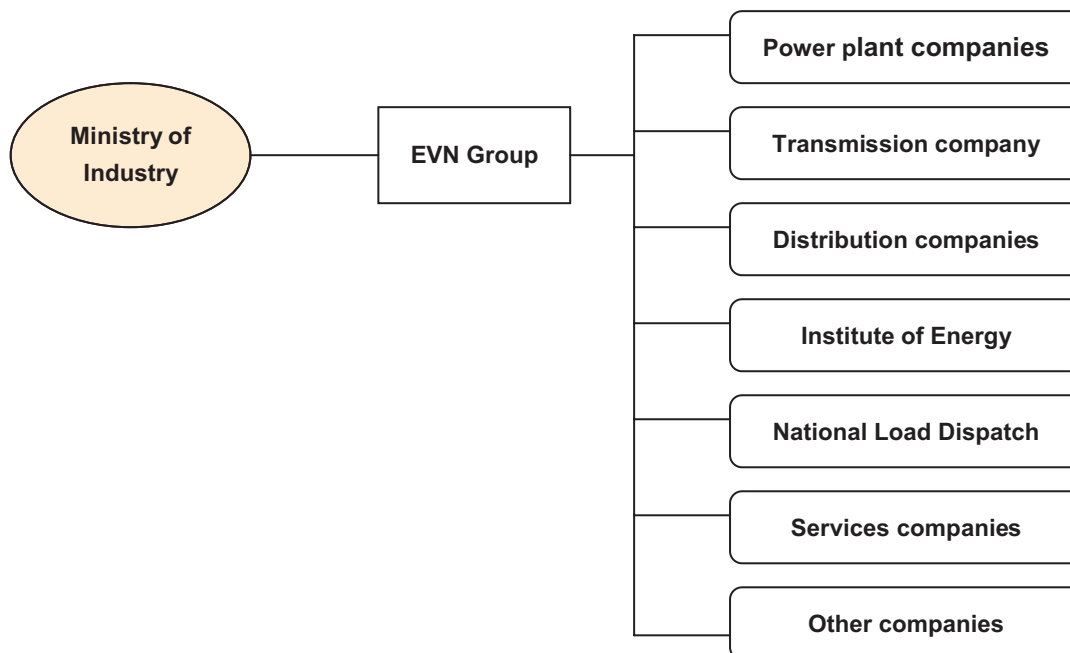 Ministry of
Industry
EVN Group
Power plant companies
Transmission company
Distribution companies
Institute of Energy
National Load Dispatch
Services companies
Other companies